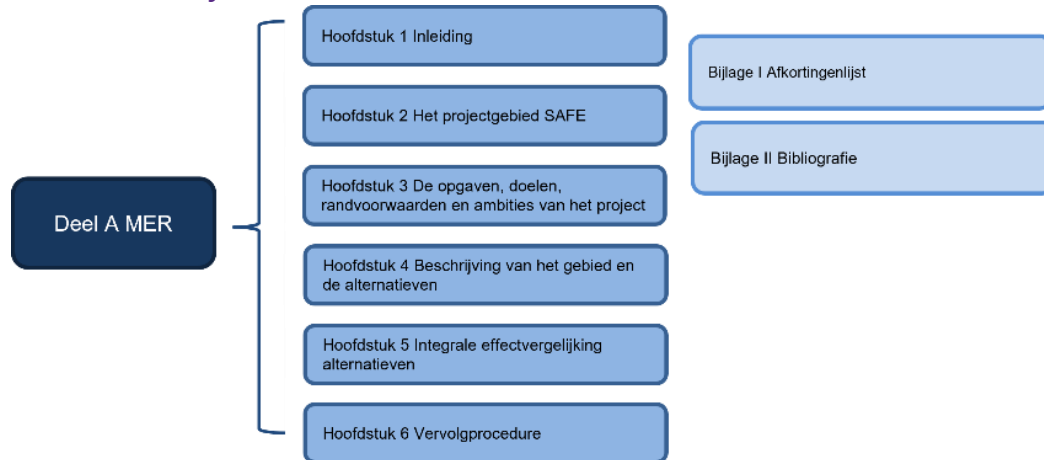 Deel A MER
Hoofdstuk 1 Inleiding
Hoofdstuk 2 Het projectgebied SAFE
Hoofdstuk 3 De opgaven, doelen,
randvoorwaarden en ambities van het project
Hoofdstuk 4 Beschrijving van het gebied en
de alternatieven
Hoofdstuk 5 Integrale effectvergelijking
alternatieven
Hoofdstuk 6 Vervolgprocedure
Bijlage I Afkortingenlijst
Bijlage II Bibliografie